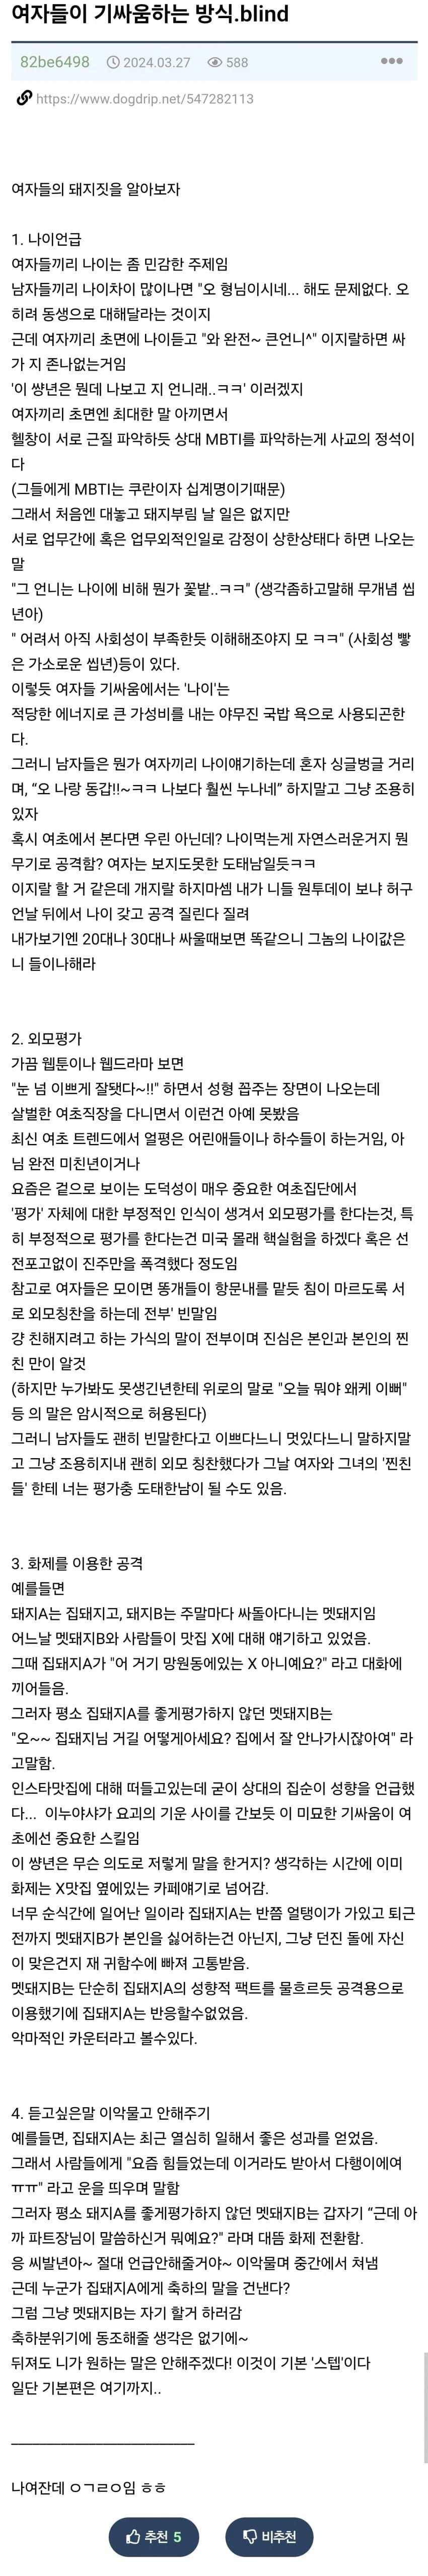 여자들이 기싸움하는 방식.blind
82be6498 2024.03.27 588
https://www.dogdrip.net/547282113
여자들의 돼지짓을 알아보자
1. 나이언급
여자들끼리 나이는 좀 민감한 주제임
남자들끼리 나이차이 많이나면 "오 형님이시네... 해도 문제없다. 오
히려 동생으로 대해달라는 것이지
근데 여자끼리 초면에 나이듣고 "와 완전~ 큰언니^" 이지랄하면 싸
가 지 존나없는거임
'이 썅년은 뭔데 나보고 지 언니래..ㅋㅋ' 이러겠지
여자끼리 초면엔 최대한 말 아끼면서
헬창이 서로 근질 파악하듯 상대 MBTI를 파악하는게 사교의 정석이
다
(그들에게 MBTI는 쿠란이자 십계명이기때문)
그래서 처음엔 대놓고 돼지부림 날 일은 없지만
서로 업무간에 혹은 업무외적인일로 감정이 상한상태다 하면 나오는
말
"그 언니는 나이에 비해 뭔가 꽃밭..ㅋㅋ" (생각좀하고말해 무개념 씹
년아)
" 어려서 아직 사회성이 부족한듯 이해해조야지 모 ㅋㅋ" (사회성 빻
은 가소로운 씹년)등이 있다.
이렇듯 여자들 기싸움에서는 '나이'는
적당한 에너지로 큰 가성비를 내는 야무진 국밥 욕으로 사용되곤한
다.
그러니 남자들은 뭔가 여자끼리 나이얘기하는데 혼자 싱글벙글 거리
며, “오 나랑 동갑!!~ㅋㅋ 나보다 훨씬 누나네” 하지말고 그냥 조용히
있자
혹시 여초에서 본다면 우린 아닌데? 나이먹는게 자연스러운거지 뭔
무기로 공격함? 여자는 보지도못한 도태남일듯ㅋㅋ
이지랄 할 거 같은데 개지랄 하지마셈 내가 니들 원투데이 보냐 허구
언날 뒤에서 나이 갖고 공격 질린다 질려
내가보기엔 20대나 30대나 싸울때보면 똑같으니 그놈의 나이값은
니 들이나해라
2. 외모평가
가끔 웹툰이나 웹드라마 보면
"눈 넘 이쁘게 잘됏다~!!" 하면서 성형 꼽주는 장면이 나오는데
살벌한 여초직장을 다니면서 이런건 아예 못봤음
최신 여초 트렌드에서 얼평은 어린애들이나 하수들이 하는거임, 아
님 완전 미친년이거나
요즘은 겉으로 보이는 도덕성이 매우 중요한 여초집단에서
'평가' 자체에 대한 부정적인 인식이 생겨서 외모평가를 한다는것, 특
히 부정적으로 평가를 한다는건 미국 몰래 핵실험을 하겠다 혹은 선
전포고없이 진주만을 폭격했다 정도임
참고로 여자들은 모이면 똥개들이 항문내를 맡듯 침이 마르도록 서
로 외모칭찬을 하는데 전부' 빈말임
걍 친해지려고 하는 가식의 말이 전부이며 진심은 본인과 본인의 찐
친 만이 알것
(하지만 누가봐도 못생긴년한테 위로의 말로 "오늘 뭐야 왜케 이뻐"
등 의 말은 암시적으로 허용된다)
그러니 남자들도 괜히 빈말한다고 이쁘다느니 멋있다느니 말하지말
고 그냥 조용히지내 괜히 외모 칭찬했다가 그날 여자와 그녀의 '찐친
들' 한테 너는 평가충 도태한남이 될 수도 있음.
3. 화제를 이용한 공격
예를들면
돼지A는 집돼지고, 돼지B는 주말마다 싸돌아다니는 멧돼지임
어느날 멧돼지B와 사람들이 맛집 X에 대해 얘기하고 있었음.
그때 집돼지A가 "어 거기 망원동에있는 X 아니예요?" 라고 대화에
끼어들음.
그러자 평소 집돼지A를 좋게평가하지 않던 멧돼지B는
"오~~ 집돼지님 거길 어떻게아세요? 집에서 잘 안나가시잖아여" 라
고말함.
인스타맛집에 대해 떠들고있는데 굳이 상대의 집순이 성향을 언급했
다... 이누야샤가 요괴의 기운 사이를 간보듯 이 미묘한 기싸움이 여
초에선 중요한 스킬임
이 썅년은 무슨 의도로 저렇게 말을 한거지? 생각하는 시간에 이미
화제는 X맛집 옆에있는 카페얘기로 넘어감.
너무 순식간에 일어난 일이라 집돼지A는 반쯤 얼탱이 가있고 퇴근
전까지 멧돼지B가 본인을 싫어하는건 아닌지, 그냥 던진 돌에 자신
이 맞은건지 재 귀함수에 빠져 고통받음.
멧돼지B는 단순히 집돼지A의 성향적 팩트를 물흐르듯 공격용으로
이용했기에 집돼지A는 반응할수없었음.
악마적인 카운터라고 볼수있다.
4. 듣고싶은말 이악물고 안해주기
예를들면, 집돼지A는 최근 열심히 일해서 좋은 성과를 얻었음.
그래서 사람들에게 "요즘 힘들었는데 이거라도 받아서 다행이에여
ㅠㅠ" 라고 운을 띄우며 말함
그러자 평소 돼지A를 좋게평가하지 않던 멧돼지B는 갑자기 “근데 아
까 파트장님이 말씀하신거 뭐예요?" 라며 대뜸 화제 전환함.
응 씨발년아~ 절대 언급안해줄거야~ 이악물며 중간에서 쳐냄
근데 누군가 집돼지A에게 축하의 말을 건낸다?
그럼 그냥 멧돼지B는 자기 할거 하러감
축하분위기에 동조해줄 생각은 없기에~
뒤져도 니가 원하는 말은 안해주겠다! 이것이 기본 '스텝'이다
일단 기본편은 여기까지..
나여잔데 ㅇㄱㄹㅇ임 ㅎㅎ
추천 5 비추천